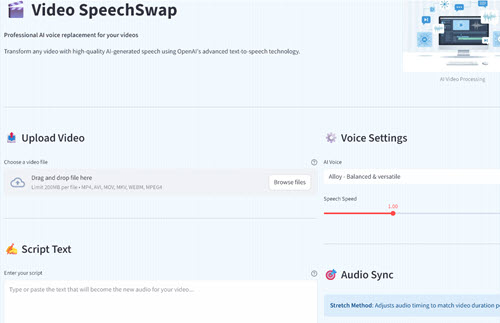 Video SpeechSwap
Professional AI voice replacement for your videos
Transform any video with high-quality AI-generated speech using OpenAI's advanced text-to-speech technology.
AI Video Processing
Upload Video
Choose a video file
Drag and drop file here
Limit 200MB per file • MP4, AVI, MOV, MKV, WEBM, MPEG4
Browse files
Voice Settings
AI Voice
Alloy - Balanced & versatile
Speech Speed
1.00
Script Text
Enter your script
Type or paste the text that will become the new audio for your video...
Audio Sync
Stretch Method: Adjusts audio timing to match video duration